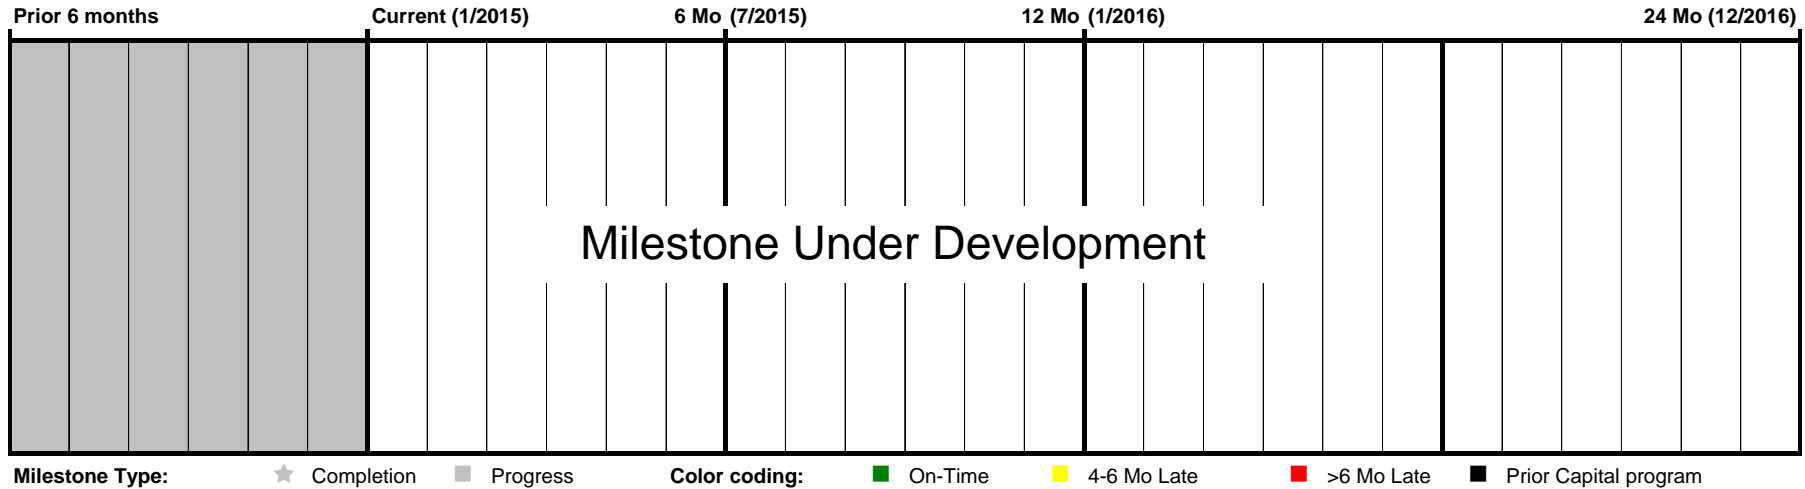 Prior 6 months Current (1/2015) 6 Mo (7/2015) 12 Mo (1/2016) 24 Mo (12/2016)
Milestone Under Development
Milestone Type: Completion Progress Color coding: On-Time 4-6 Mo Late >6 Mo Late Prior Capital program